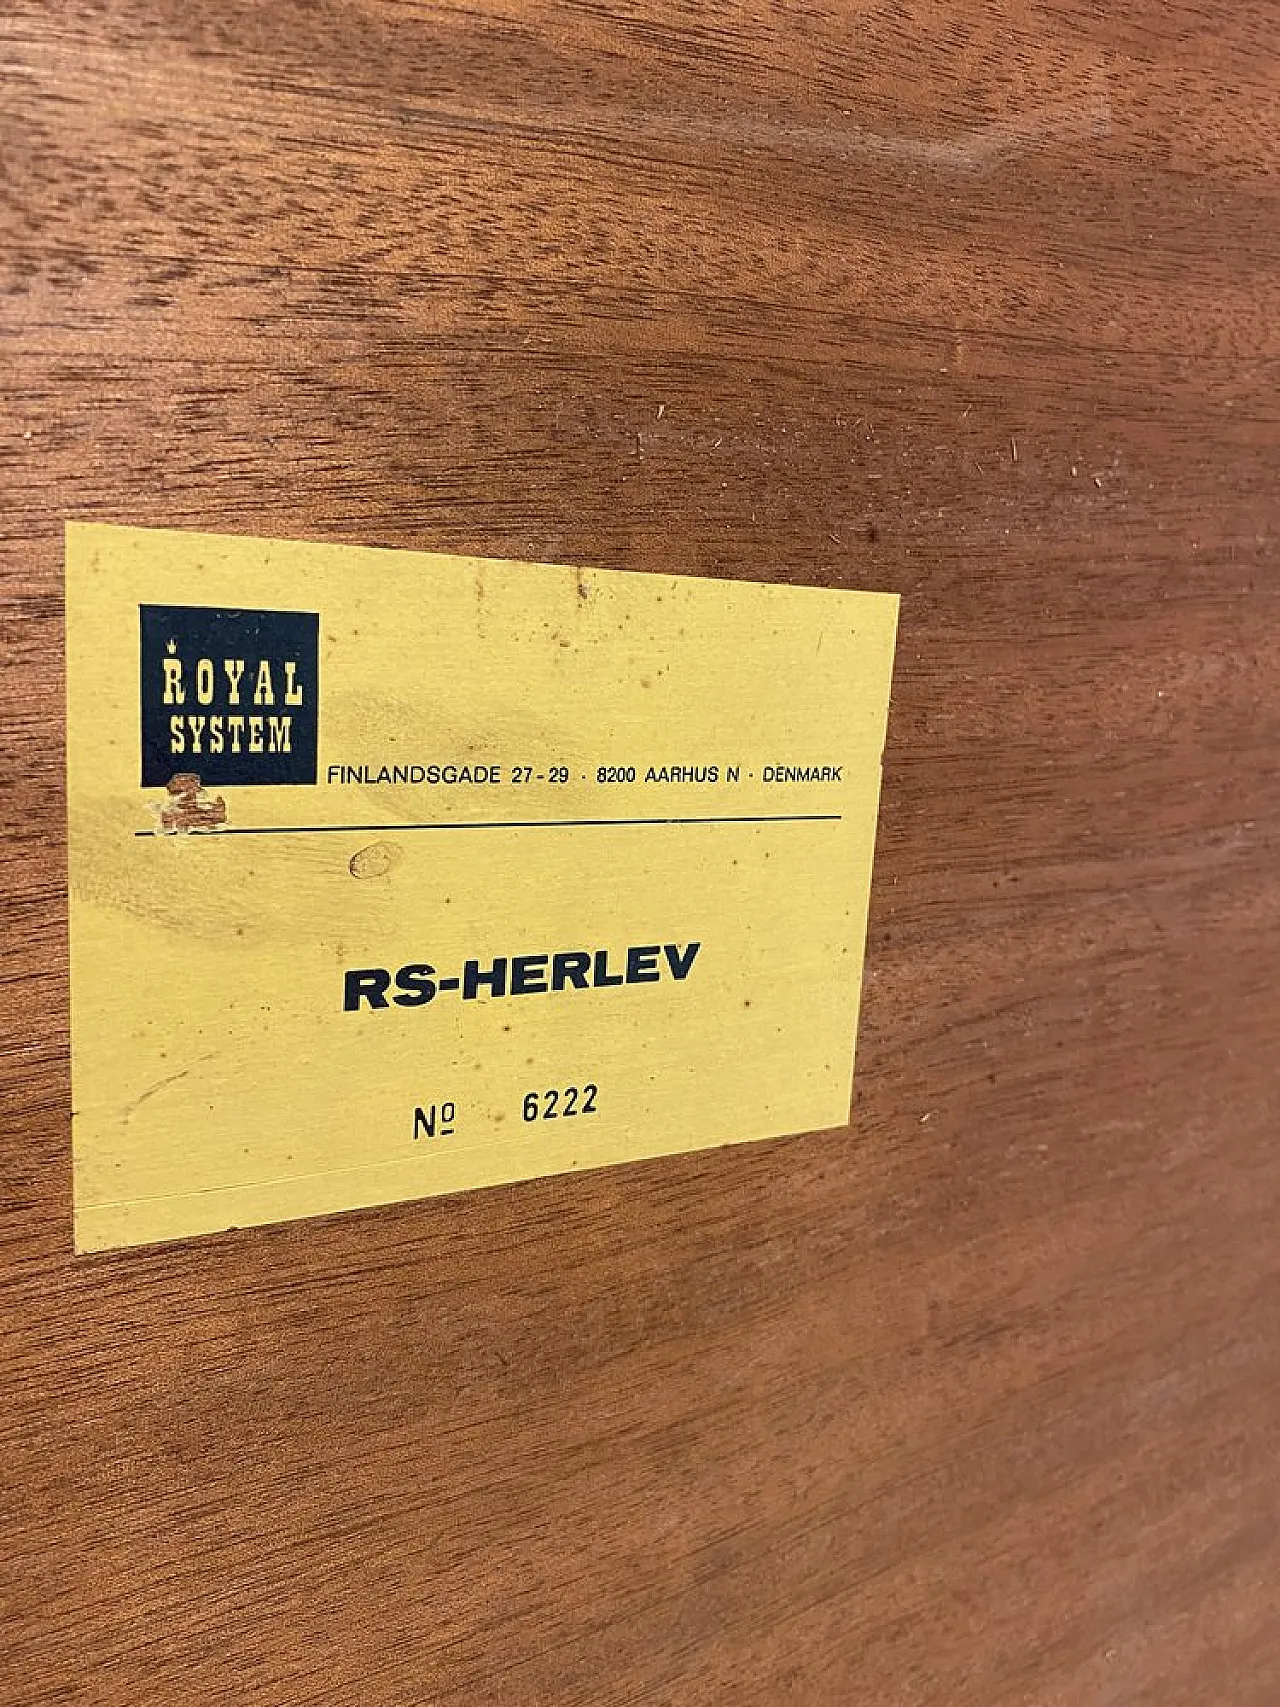 ROYAL
SYSTEM
FINLANDSGADE 27-29 · 8200 AARHUS N · DENMARK
RS-HERLEV
Nº 6222